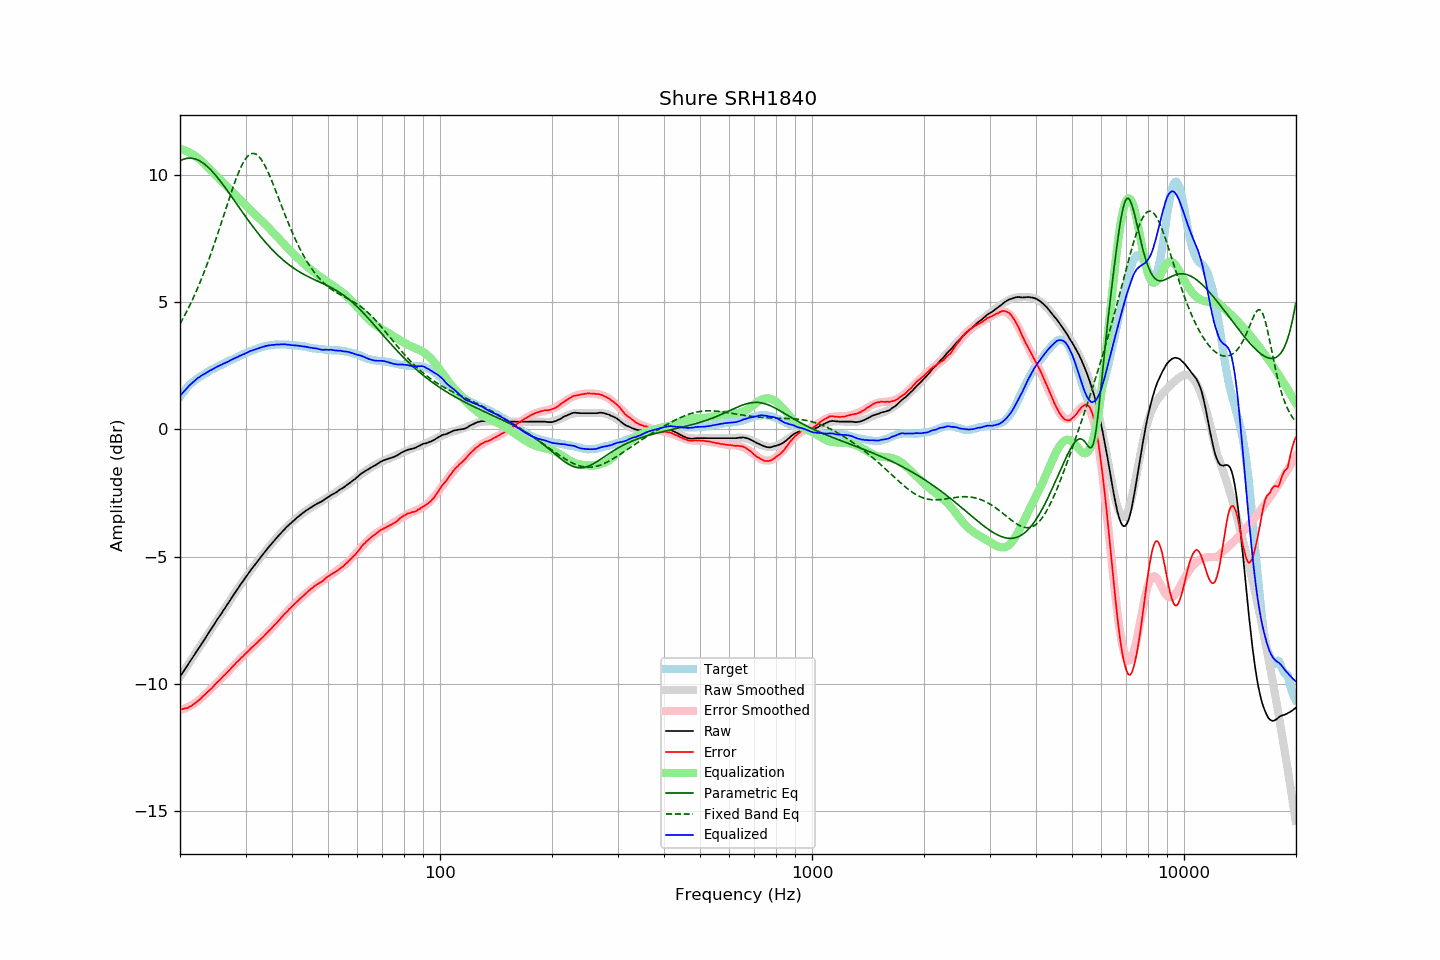 Shure SRH1840
Amplitude (dBr)
10
5
0
−5
−10
−15
Target
Raw Smoothed
Error Smoothed
Raw
Error
Equalization
Parametric Eq
Fixed Band Eq
Equalized
100
1000
10000
Frequency (Hz)